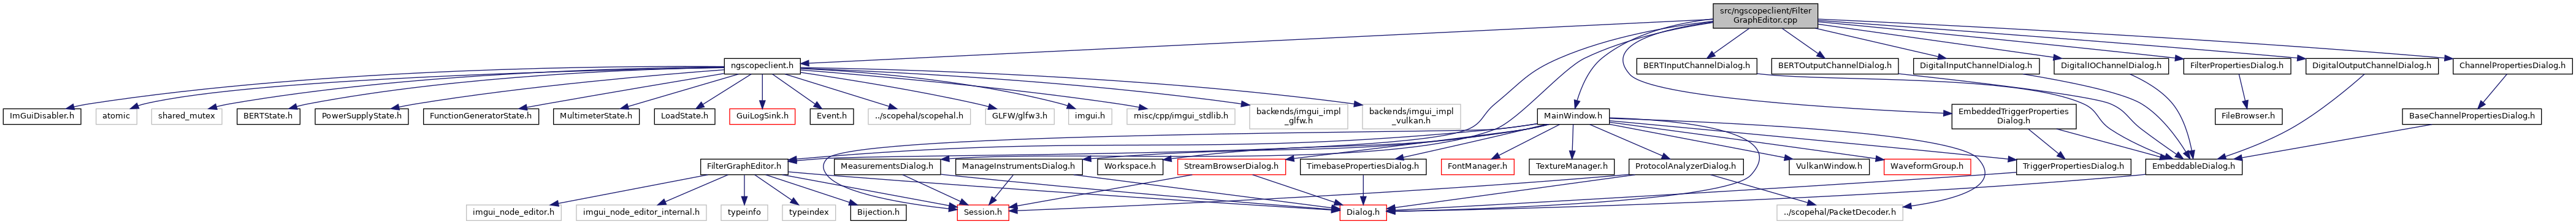 src/ngscopeclient/Filter
GraphEditor.cpp
ngscopeclient.h
BERTInputChannelDialog.h
BERTOutputChannelDialog.h
DigitalInputChannelDialog.h
DigitalIOChannelDialog.h
FilterPropertiesDialog.h
DigitalOutputChannelDialog.h
ChannelPropertiesDialog.h
ImGuiDisabler.h
atomic
shared_mutex
BERTState.h
PowerSupplyState.h
FunctionGeneratorState.h
MultimeterState.h
LoadState.h
GuiLogSink.h
Event.h
../scopehal/scopehal.h
GLFW/glfw3.h
imgui.h
misc/cpp/imgui_stdlib.h
backends/imgui_impl
_glfw.h
backends/imgui_impl
_vulkan.h
MainWindow.h
EmbeddedTriggerProperties
Dialog.h
FileBrowser.h
BaseChannelPropertiesDialog.h
FilterGraphEditor.h
MeasurementsDialog.h
ManageInstrumentsDialog.h
Workspace.h
StreamBrowserDialog.h
TimebasePropertiesDialog.h
FontManager.h
TextureManager.h
ProtocolAnalyzerDialog.h
VulkanWindow.h
WaveformGroup.h
TriggerPropertiesDialog.h
EmbeddableDialog.h
imgui_node_editor.h
imgui_node_editor_internal.h
typeinfo
typeindex
Bijection.h
Session.h
Dialog.h
../scopehal/PacketDecoder.h